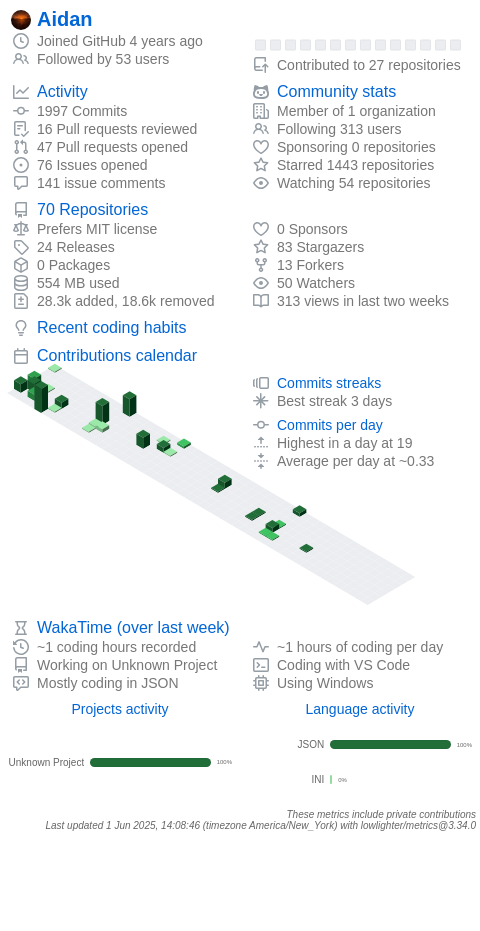 Aidan
Joined GitHub 4 years ago
Followed by 53 users
Contributed to 27 repositories
Activity
1997 Commits
16 Pull requests reviewed
47 Pull requests opened
76 Issues opened
141 issue comments
Community stats
Member of 1 organization
Following 313 users
Sponsoring 0 repositories
Starred 1443 repositories
Watching 54 repositories
70 Repositories
Prefers MIT license
24 Releases
0 Packages
554 MB used
28.3k added, 18.6k removed
0 Sponsors
83 Stargazers
13 Forkers
50 Watchers
313 views in last two weeks
Recent coding habits
Contributions calendar
Commits streaks
Best streak 3 days
Commits per day
Highest in a day at 19
Average per day at ~0.33
WakaTime (over last week)
~1 coding hours recorded
Working on Unknown Project
Mostly coding in JSON
~1 hours of coding per day
Coding with VS Code
Using Windows
Projects activity
Unknown Project 100%
Language activity
JSON 100%
INI 0%
These metrics include private contributions
Last updated 1 Jun 2025, 14:08:46 (timezone America/New_York) with lowlighter/metrics@3.34.0